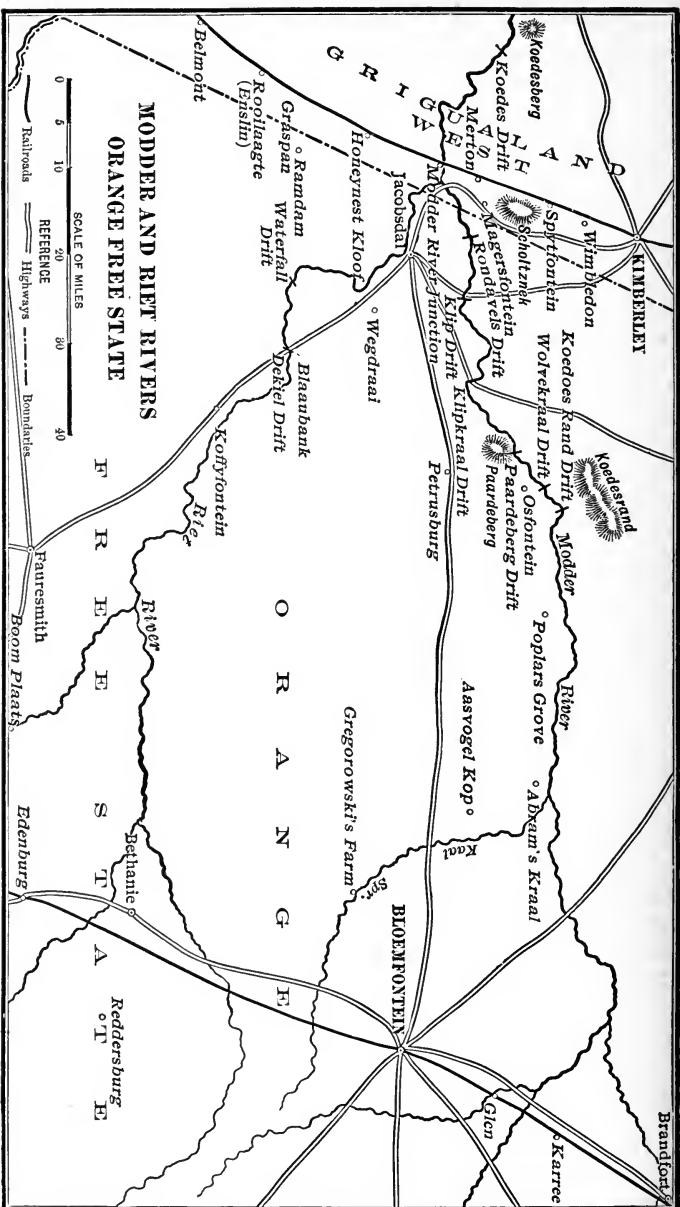 MODDER AND RIET RIVERS
ORANGE FREE STATE
SCALE OF MILES
0 5 10 20 30 40
REFERENCE
Railroads Highways Boundaries
GRIQUALAND
WEST
ORANGE
FREE STATE
Koedesberg
Koedes Drift
Merton
KIMBERLEY
Wimbledon
Spytfontein
Scholtznek
Magersfontein
Rondavels Drift
Modder River Junction
Klip Drift
Klipkraal Drift
Koedoes Rand Drift
Wolvekraal Drift
Koedesrand
Paardeberg Drift
Paardeberg
Osfontein
Modder
River
Poplars Grove
Abram's Kraal
Aasvogel Kop
Petrusburg
Jacobsdal
Honeynest Kloof
Wegdraai
Ramdam
Graspan
Waterfall
Drift
Rooilaagte
(Enslin)
Belmont
Blaaubank
Dekiel Drift
Koffyfontein
Riet
River
Fauresmith
Boom Plaats
Gregorowski's Farm
Kaal
Spr.
BLOEMFONTEIN
Glen
Karree
Brandfort
Bethanie
Edenburg
Reddersburg